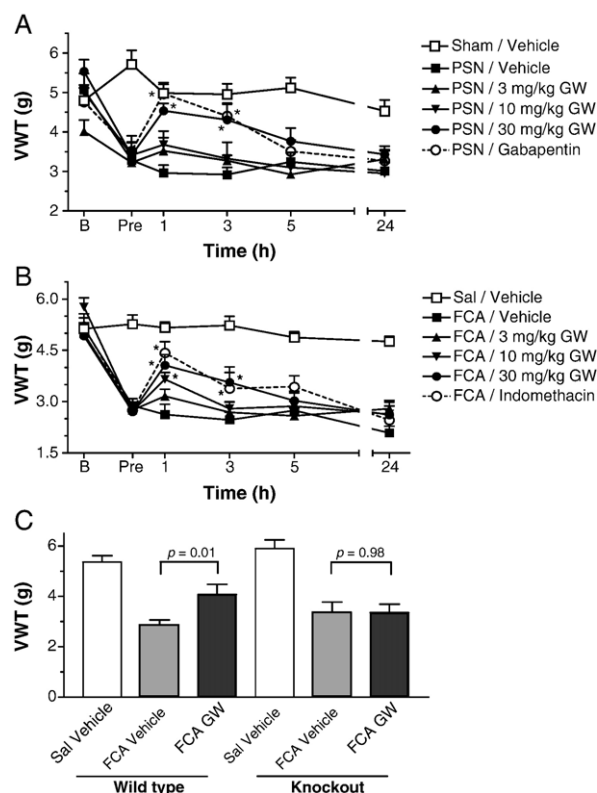 A
VWT (g)
6
5
4
3
2
B Pre 1 3 5 24
Time (h)
Sham / Vehicle
PSN / Vehicle
PSN / 3 mg/kg GW
PSN / 10 mg/kg GW
PSN / 30 mg/kg GW
PSN / Gabapentin
* * * *
B
VWT (g)
6.0
4.5
3.0
1.5
B Pre 1 3 5 24
Time (h)
Sal / Vehicle
FCA / Vehicle
FCA / 3 mg/kg GW
FCA / 10 mg/kg GW
FCA / 30 mg/kg GW
FCA / Indomethacin
* * * * *
C
VWT (g)
6
4
2
0
p = 0.01
p = 0.98
Sal Vehicle
FCA Vehicle
FCA GW
Sal Vehicle
FCA Vehicle
FCA GW
Wild type
Knockout